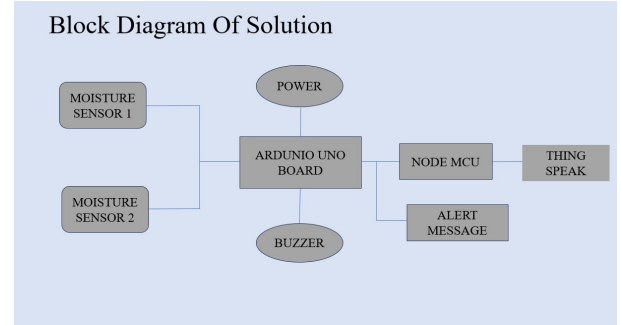 Block Diagram Of Solution
POWER
MOISTURE
SENSOR 1
ARDUNIO UNO
BOARD
NODE MCU
THING
SPEAK
MOISTURE
SENSOR 2
ALERT
MESSAGE
BUZZER